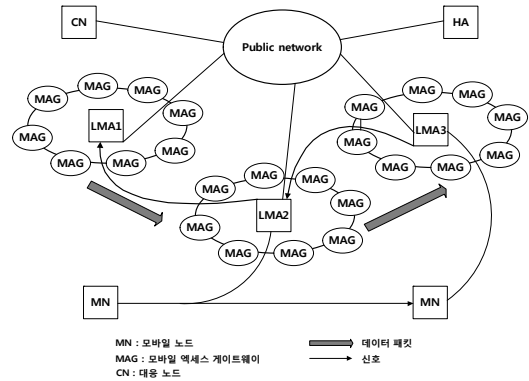 CN
HA
Public network
MAG
MAG
MAG
MAG
MAG
MAG
MAG
MAG
LMA1
MAG
MAG
MAG
MAG
MAG
MAG
MAG
MAG
LMA3
MAG
MAG
MAG
MAG
MAG
MAG
MAG
MAG
LMA2
MN
MN
MN : 모바일 노드
데이터 패킷
MAG : 모바일 엑세스 게이트웨이
신호
CN : 대응 노드